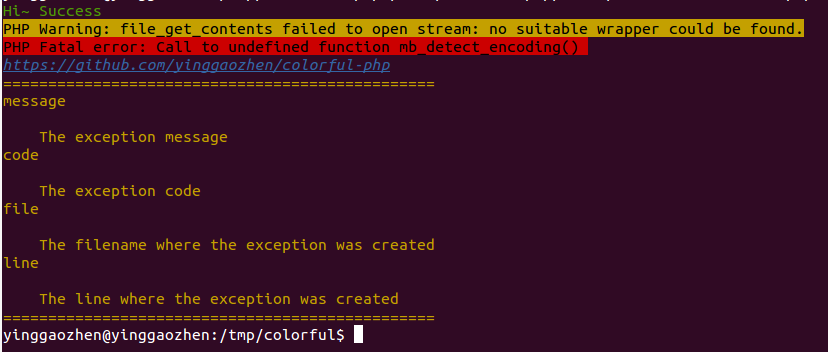 Hi~ Success
PHP Warning: file_get_contents failed to open stream: no suitable wrapper could be found.
PHP Fatal error: Call to undefined function mb_detect_encoding()
https://github.com/yinggaozhen/colorful-php
================================================
message
The exception message
code
The exception code
file
The filename where the exception was created
line
The line where the exception was created
================================================
yinggaozhen@yinggaozhen:/tmp/colorful$